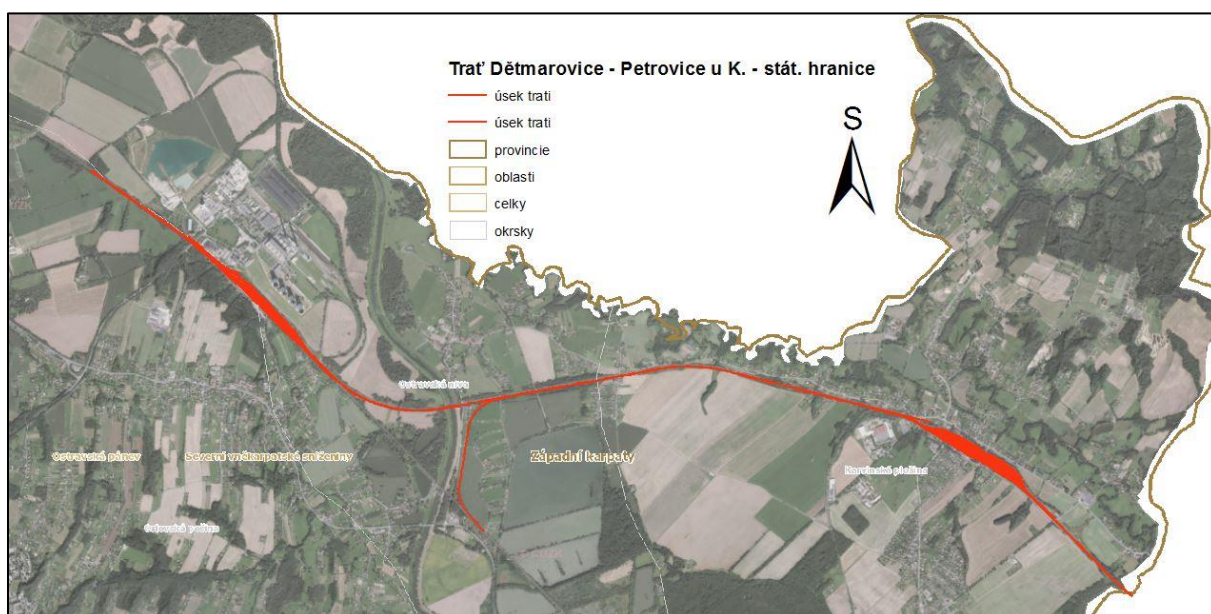 Trať Dětmarovice - Petrovice u K. - stát. hranice
úsek trati
úsek trati
provincie
oblasti
celky
okrsky
S
Ostravská niva
Ostravská pánev
Severní vněkarpatské sníženiny
Západní karpaty
Karvinská plošina